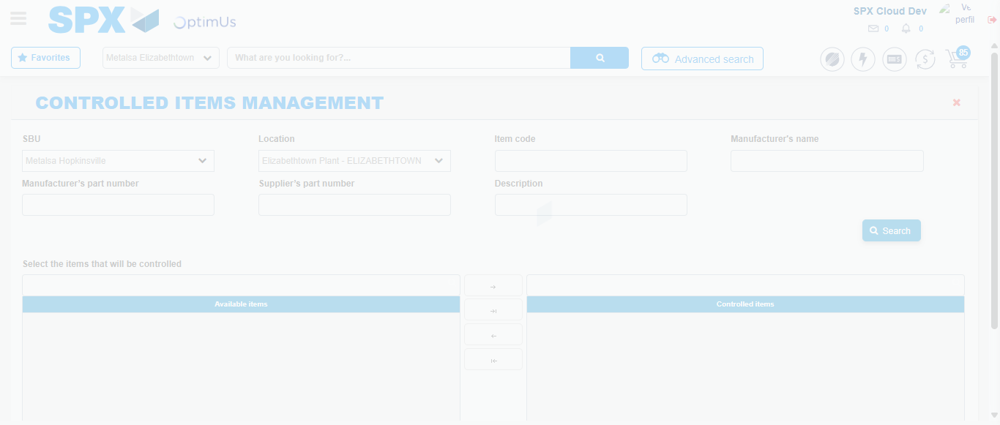 SPX
OptimUs
SPX Cloud Dev
0
0
Ve
perfil
Favorites
Metalsa Elizabethtown
What are you looking for?...
Advanced search
85
CONTROLLED ITEMS MANAGEMENT
SBU
Location
Item code
Manufacturer's name
Metalsa Hopkinsville
Elizabethtown Plant - ELIZABETHTOWN
Manufacturer's part number
Supplier's part number
Description
Search
Select the items that will be controlled
Available items
Controlled items